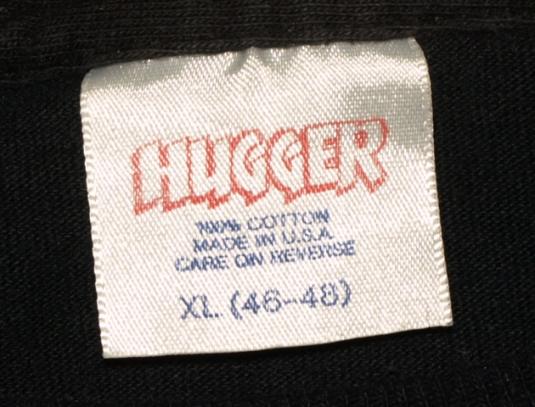 HUGGER
100% COTTON
MADE IN U.S.A.
CARE ON REVERSE
XL (46-48)